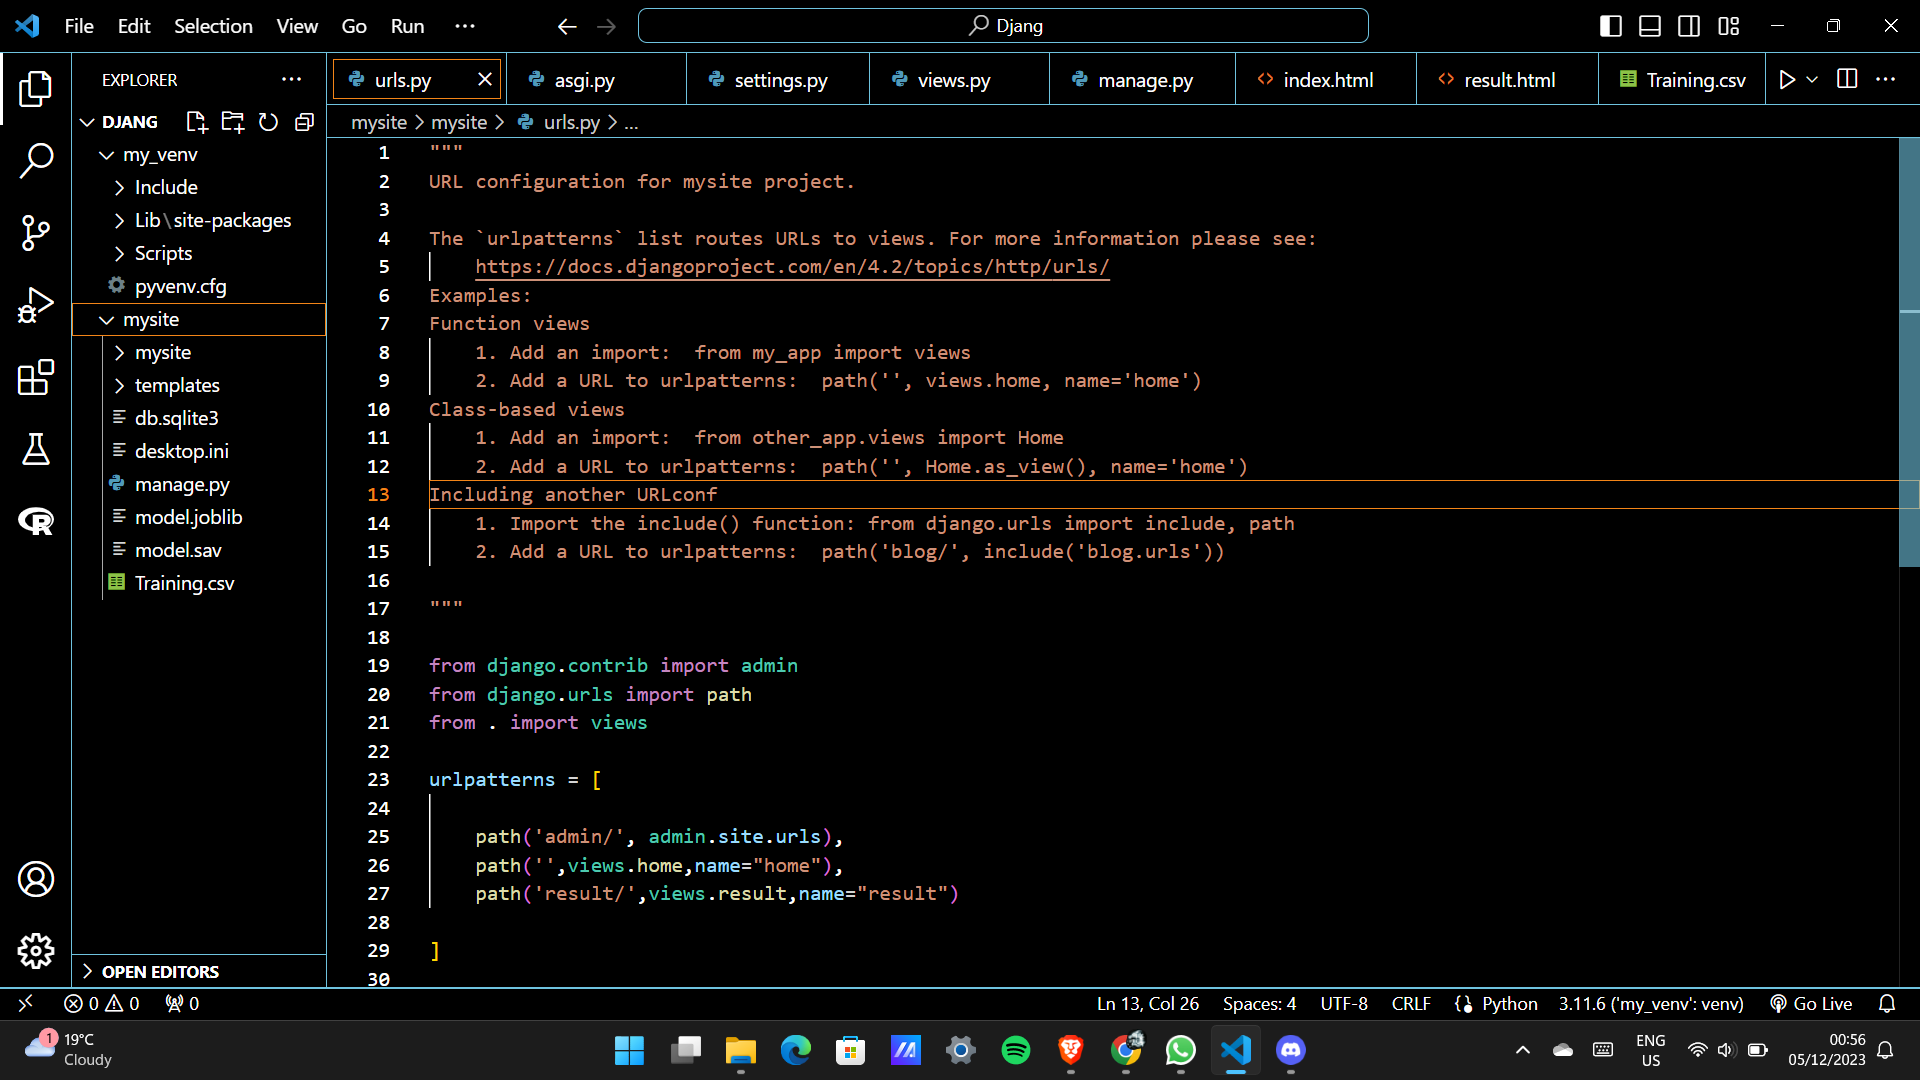 File Edit Selection View Go Run ···
Djang
EXPLORER
urls.py
asgi.py
settings.py
views.py
manage.py
index.html
result.html
Training.csv
DJANG
mysite > mysite > urls.py > ...
my_venv
Include
Lib\site-packages
Scripts
pyvenv.cfg
mysite
mysite
templates
db.sqlite3
desktop.ini
manage.py
model.joblib
model.sav
Training.csv
OPEN EDITORS
1 """
2 URL configuration for mysite project.
3
4 The `urlpatterns` list routes URLs to views. For more information please see:
5     https://docs.djangoproject.com/en/4.2/topics/http/urls/
6 Examples:
7 Function views
8     1. Add an import:  from my_app import views
9     2. Add a URL to urlpatterns:  path('', views.home, name='home')
10 Class-based views
11     1. Add an import:  from other_app.views import Home
12     2. Add a URL to urlpatterns:  path('', Home.as_view(), name='home')
13 Including another URLconf
14     1. Import the include() function: from django.urls import include, path
15     2. Add a URL to urlpatterns:  path('blog/', include('blog.urls'))
16
17 """
18
19 from django.contrib import admin
20 from django.urls import path
21 from . import views
22
23 urlpatterns = [
24
25     path('admin/', admin.site.urls),
26     path('',views.home,name="home"),
27     path('result/',views.result,name="result")
28
29 ]
30
0 0 0
Ln 13, Col 26 Spaces: 4 UTF-8 CRLF Python 3.11.6 ('my_venv': venv) Go Live
1
19°C
Cloudy
ENG
US
00:56
05/12/2023